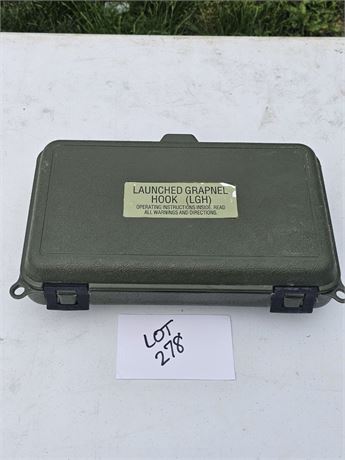 LAUNCHED GRAPNEL
HOOK (LGH)
OPERATING INSTRUCTIONS INSIDE. READ
ALL WARNINGS AND DIRECTIONS.
LOT
278